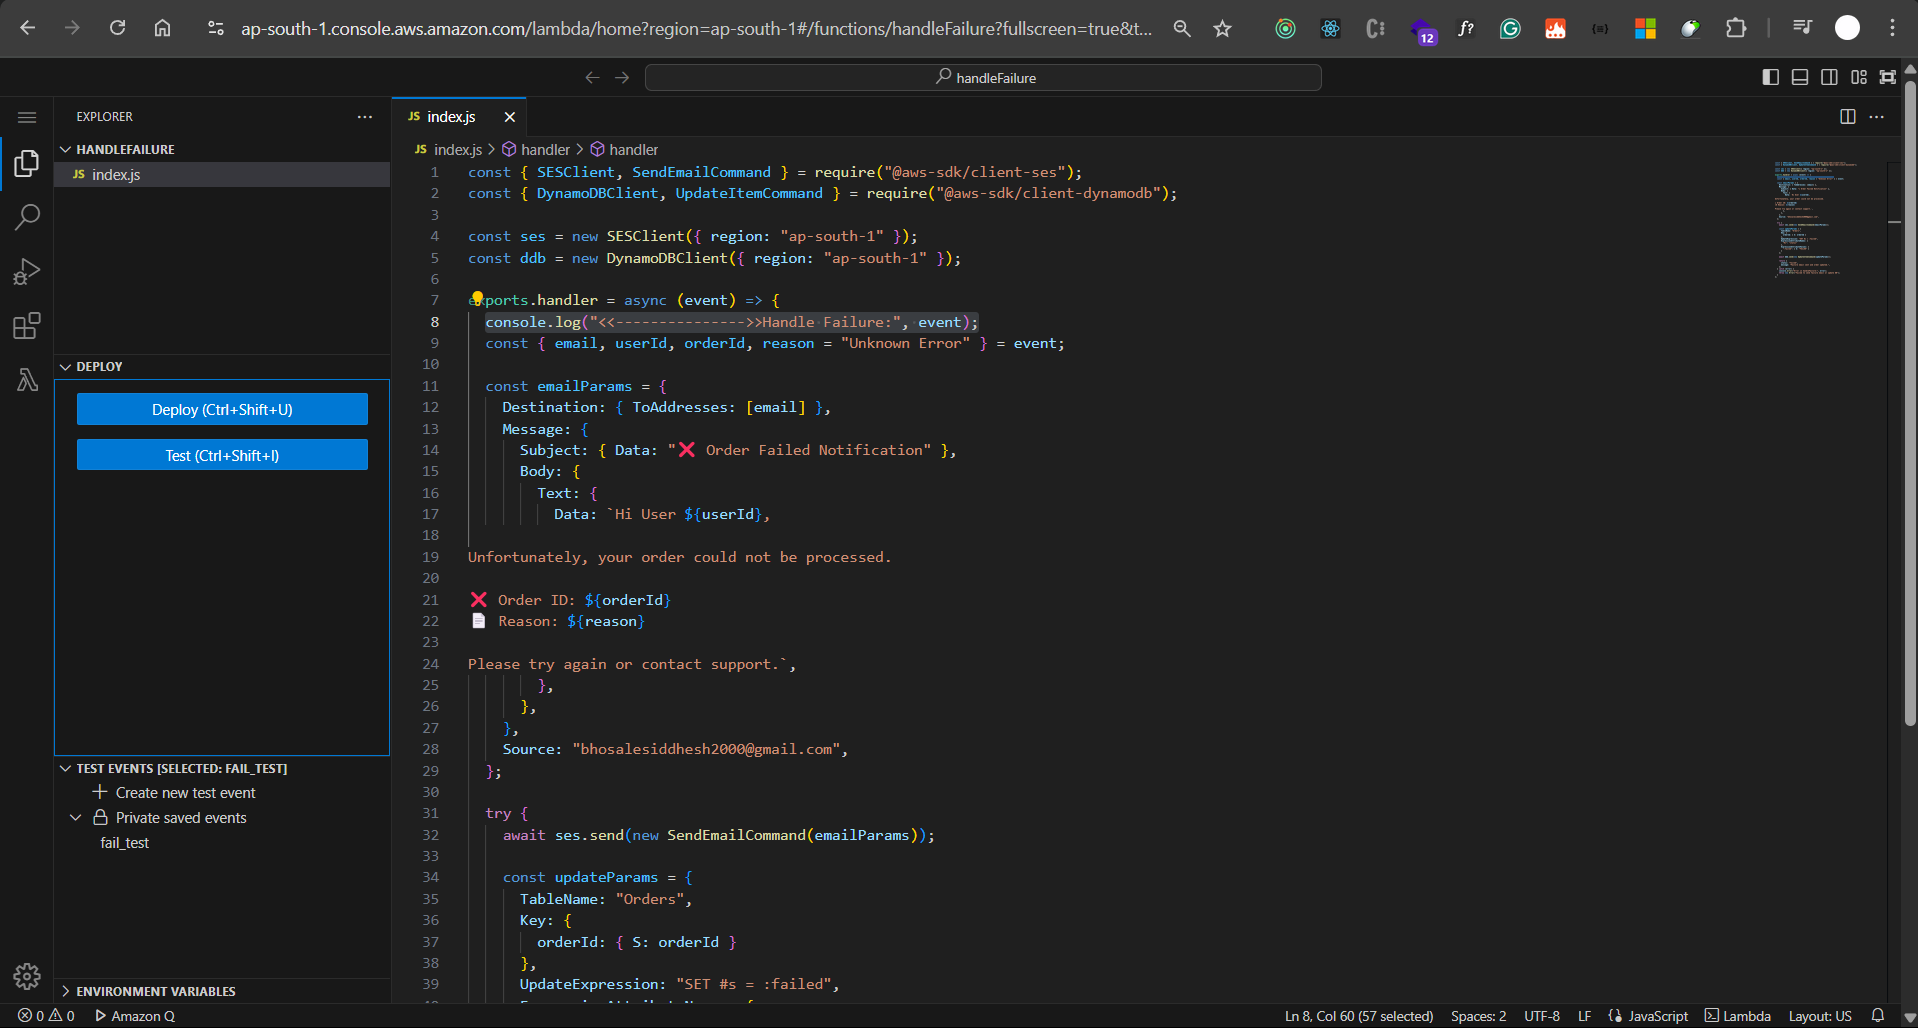 ap-south-1.console.aws.amazon.com/lambda/home?region=ap-south-1#/functions/handleFailure?fullscreen=true&t...
12
f?
handleFailure
EXPLORER
HANDLEFAILURE
JS index.js
DEPLOY
Deploy (Ctrl+Shift+U)
Test (Ctrl+Shift+I)
TEST EVENTS [SELECTED: FAIL_TEST]
Create new test event
Private saved events
fail_test
ENVIRONMENT VARIABLES
JS index.js
JS index.js > handler > handler
1 const { SESClient, SendEmailCommand } = require("@aws-sdk/client-ses");
2 const { DynamoDBClient, UpdateItemCommand } = require("@aws-sdk/client-dynamodb");
3
4 const ses = new SESClient({ region: "ap-south-1" });
5 const ddb = new DynamoDBClient({ region: "ap-south-1" });
6
7 exports.handler = async (event) => {
8 console.log("<<--------------->>Handle Failure:", event);
9 const { email, userId, orderId, reason = "Unknown Error" } = event;
10
11 const emailParams = {
12 Destination: { ToAddresses: [email] },
13 Message: {
14 Subject: { Data: "❌ Order Failed Notification" },
15 Body: {
16 Text: {
17 Data: `Hi User ${userId},
18
19 Unfortunately, your order could not be processed.
20
21 ❌ Order ID: ${orderId}
22 📄 Reason: ${reason}
23
24 Please try again or contact support.`,
25 },
26 },
27 },
28 Source: "bhosalesiddhesh2000@gmail.com",
29 };
30
31 try {
32 await ses.send(new SendEmailCommand(emailParams));
33
34 const updateParams = {
35 TableName: "Orders",
36 Key: {
37 orderId: { S: orderId }
38 },
39 UpdateExpression: "SET #s = :failed",
0 0 Amazon Q
Ln 8, Col 60 (57 selected) Spaces: 2 UTF-8 LF JavaScript Lambda Layout: US